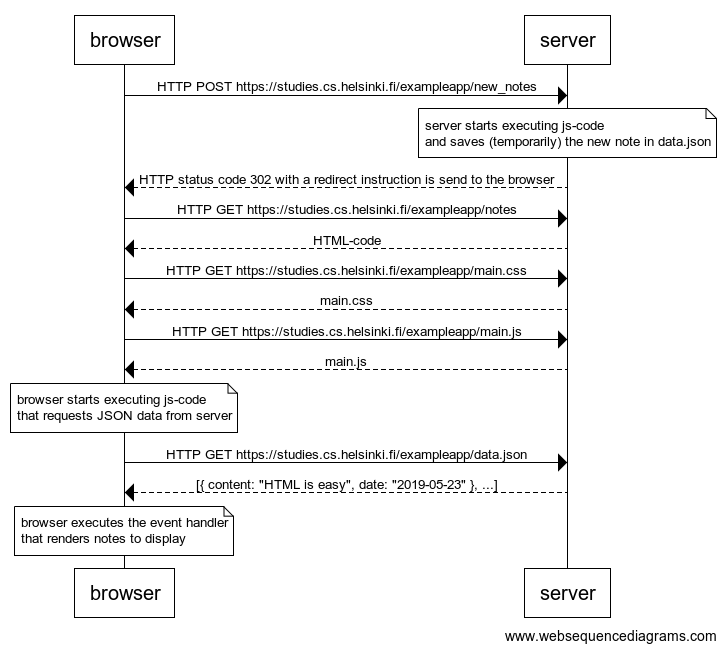 browser
server
HTTP POST https://studies.cs.helsinki.fi/exampleapp/new_notes
server starts executing js-code
and saves (temporarily) the new note in data.json
HTTP status code 302 with a redirect instruction is send to the browser
HTTP GET https://studies.cs.helsinki.fi/exampleapp/notes
HTML-code
HTTP GET https://studies.cs.helsinki.fi/exampleapp/main.css
main.css
HTTP GET https://studies.cs.helsinki.fi/exampleapp/main.js
main.js
browser starts executing js-code
that requests JSON data from server
HTTP GET https://studies.cs.helsinki.fi/exampleapp/data.json
[{ content: "HTML is easy", date: "2019-05-23" }, ...]
browser executes the event handler
that renders notes to display
browser
server
www.websequencediagrams.com